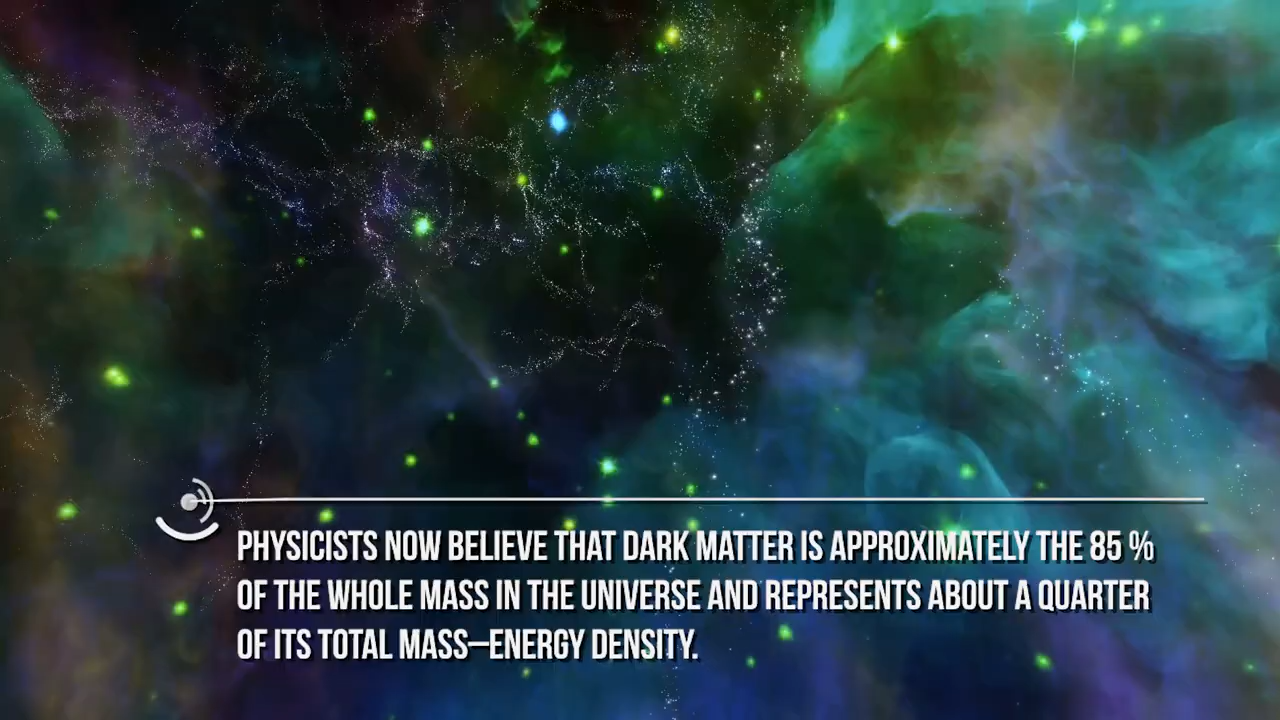 PHYSICISTS NOW BELIEVE THAT DARK MATTER IS APPROXIMATELY THE 85 %
OF THE WHOLE MASS IN THE UNIVERSE AND REPRESENTS ABOUT A QUARTER
OF ITS TOTAL MASS–ENERGY DENSITY.